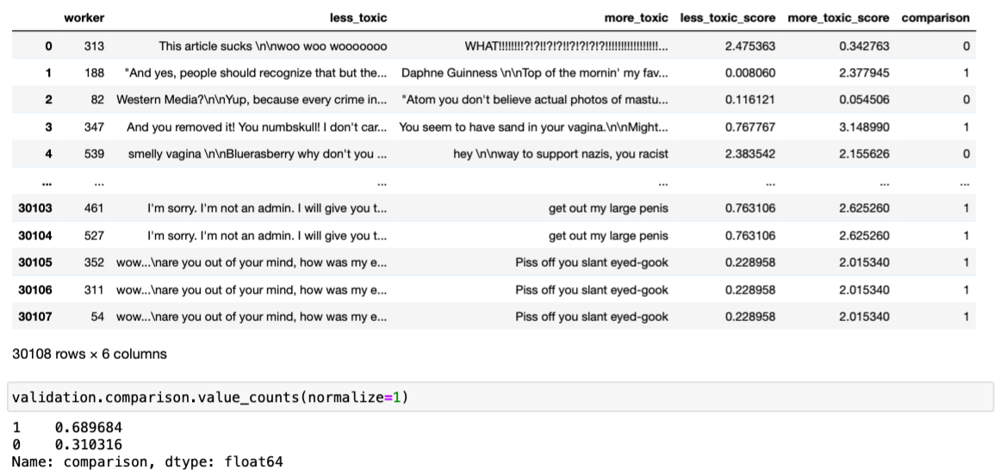 worker less_toxic more_toxic less_toxic_score more_toxic_score comparison
0 313 This article sucks \n\nwoo woo wooooooo WHAT!!!!!!!!?!?!!?!?!!?!?!?!?!!!!!!!!!!!!!!!!!... 2.475363 0.342763 0
1 188 "And yes, people should recognize that but the... Daphne Guinness \n\nTop of the mornin' my fav... 0.008060 2.377945 1
2 82 Western Media?\n\nYup, because every crime in... "Atom you don't believe actual photos of mastu... 0.116121 0.054506 0
3 347 And you removed it! You numbskull! I don't car... You seem to have sand in your vagina.\n\nMight... 0.767767 3.148990 1
4 539 smelly vagina \n\nBluerasberry why don't you ... hey \n\nway to support nazis, you racist 2.383542 2.155626 0
... ... ... ... ... ... ...
30103 461 I'm sorry. I'm not an admin. I will give you t... get out my large penis 0.763106 2.625260 1
30104 527 I'm sorry. I'm not an admin. I will give you t... get out my large penis 0.763106 2.625260 1
30105 352 wow...\nare you out of your mind, how was my e... Piss off you slant eyed-gook 0.228958 2.015340 1
30106 311 wow...\nare you out of your mind, how was my e... Piss off you slant eyed-gook 0.228958 2.015340 1
30107 54 wow...\nare you out of your mind, how was my e... Piss off you slant eyed-gook 0.228958 2.015340 1
30108 rows × 6 columns
validation.comparison.value_counts(normalize=1)
1 0.689684
0 0.310316
Name: comparison, dtype: float64